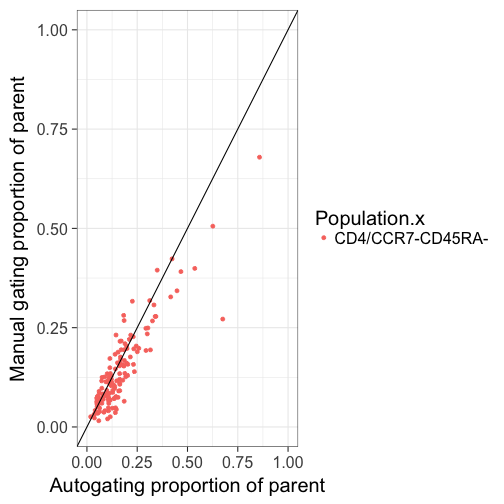 1.00
0.75
0.50
0.25
0.00
Manual gating proportion of parent
0.00 0.25 0.50 0.75 1.00
Autogating proportion of parent
Population.x
CD4/CCR7-CD45RA-